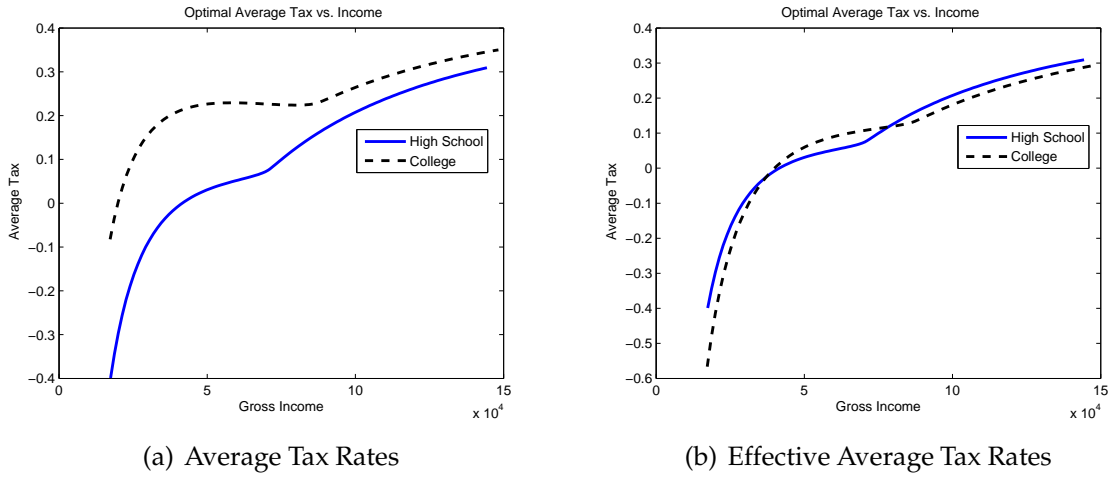 Optimal Average Tax vs. Income
0.4
0.3
0.2
0.1
0
−0.1
−0.2
−0.3
−0.4
Average Tax
High School
College
0
5
10
15
x 10^4
Gross Income
(a) Average Tax Rates
Optimal Average Tax vs. Income
0.4
0.3
0.2
0.1
0
−0.1
−0.2
−0.3
−0.4
−0.5
−0.6
Average Tax
High School
College
0
5
10
15
x 10^4
Gross Income
(b) Effective Average Tax Rates